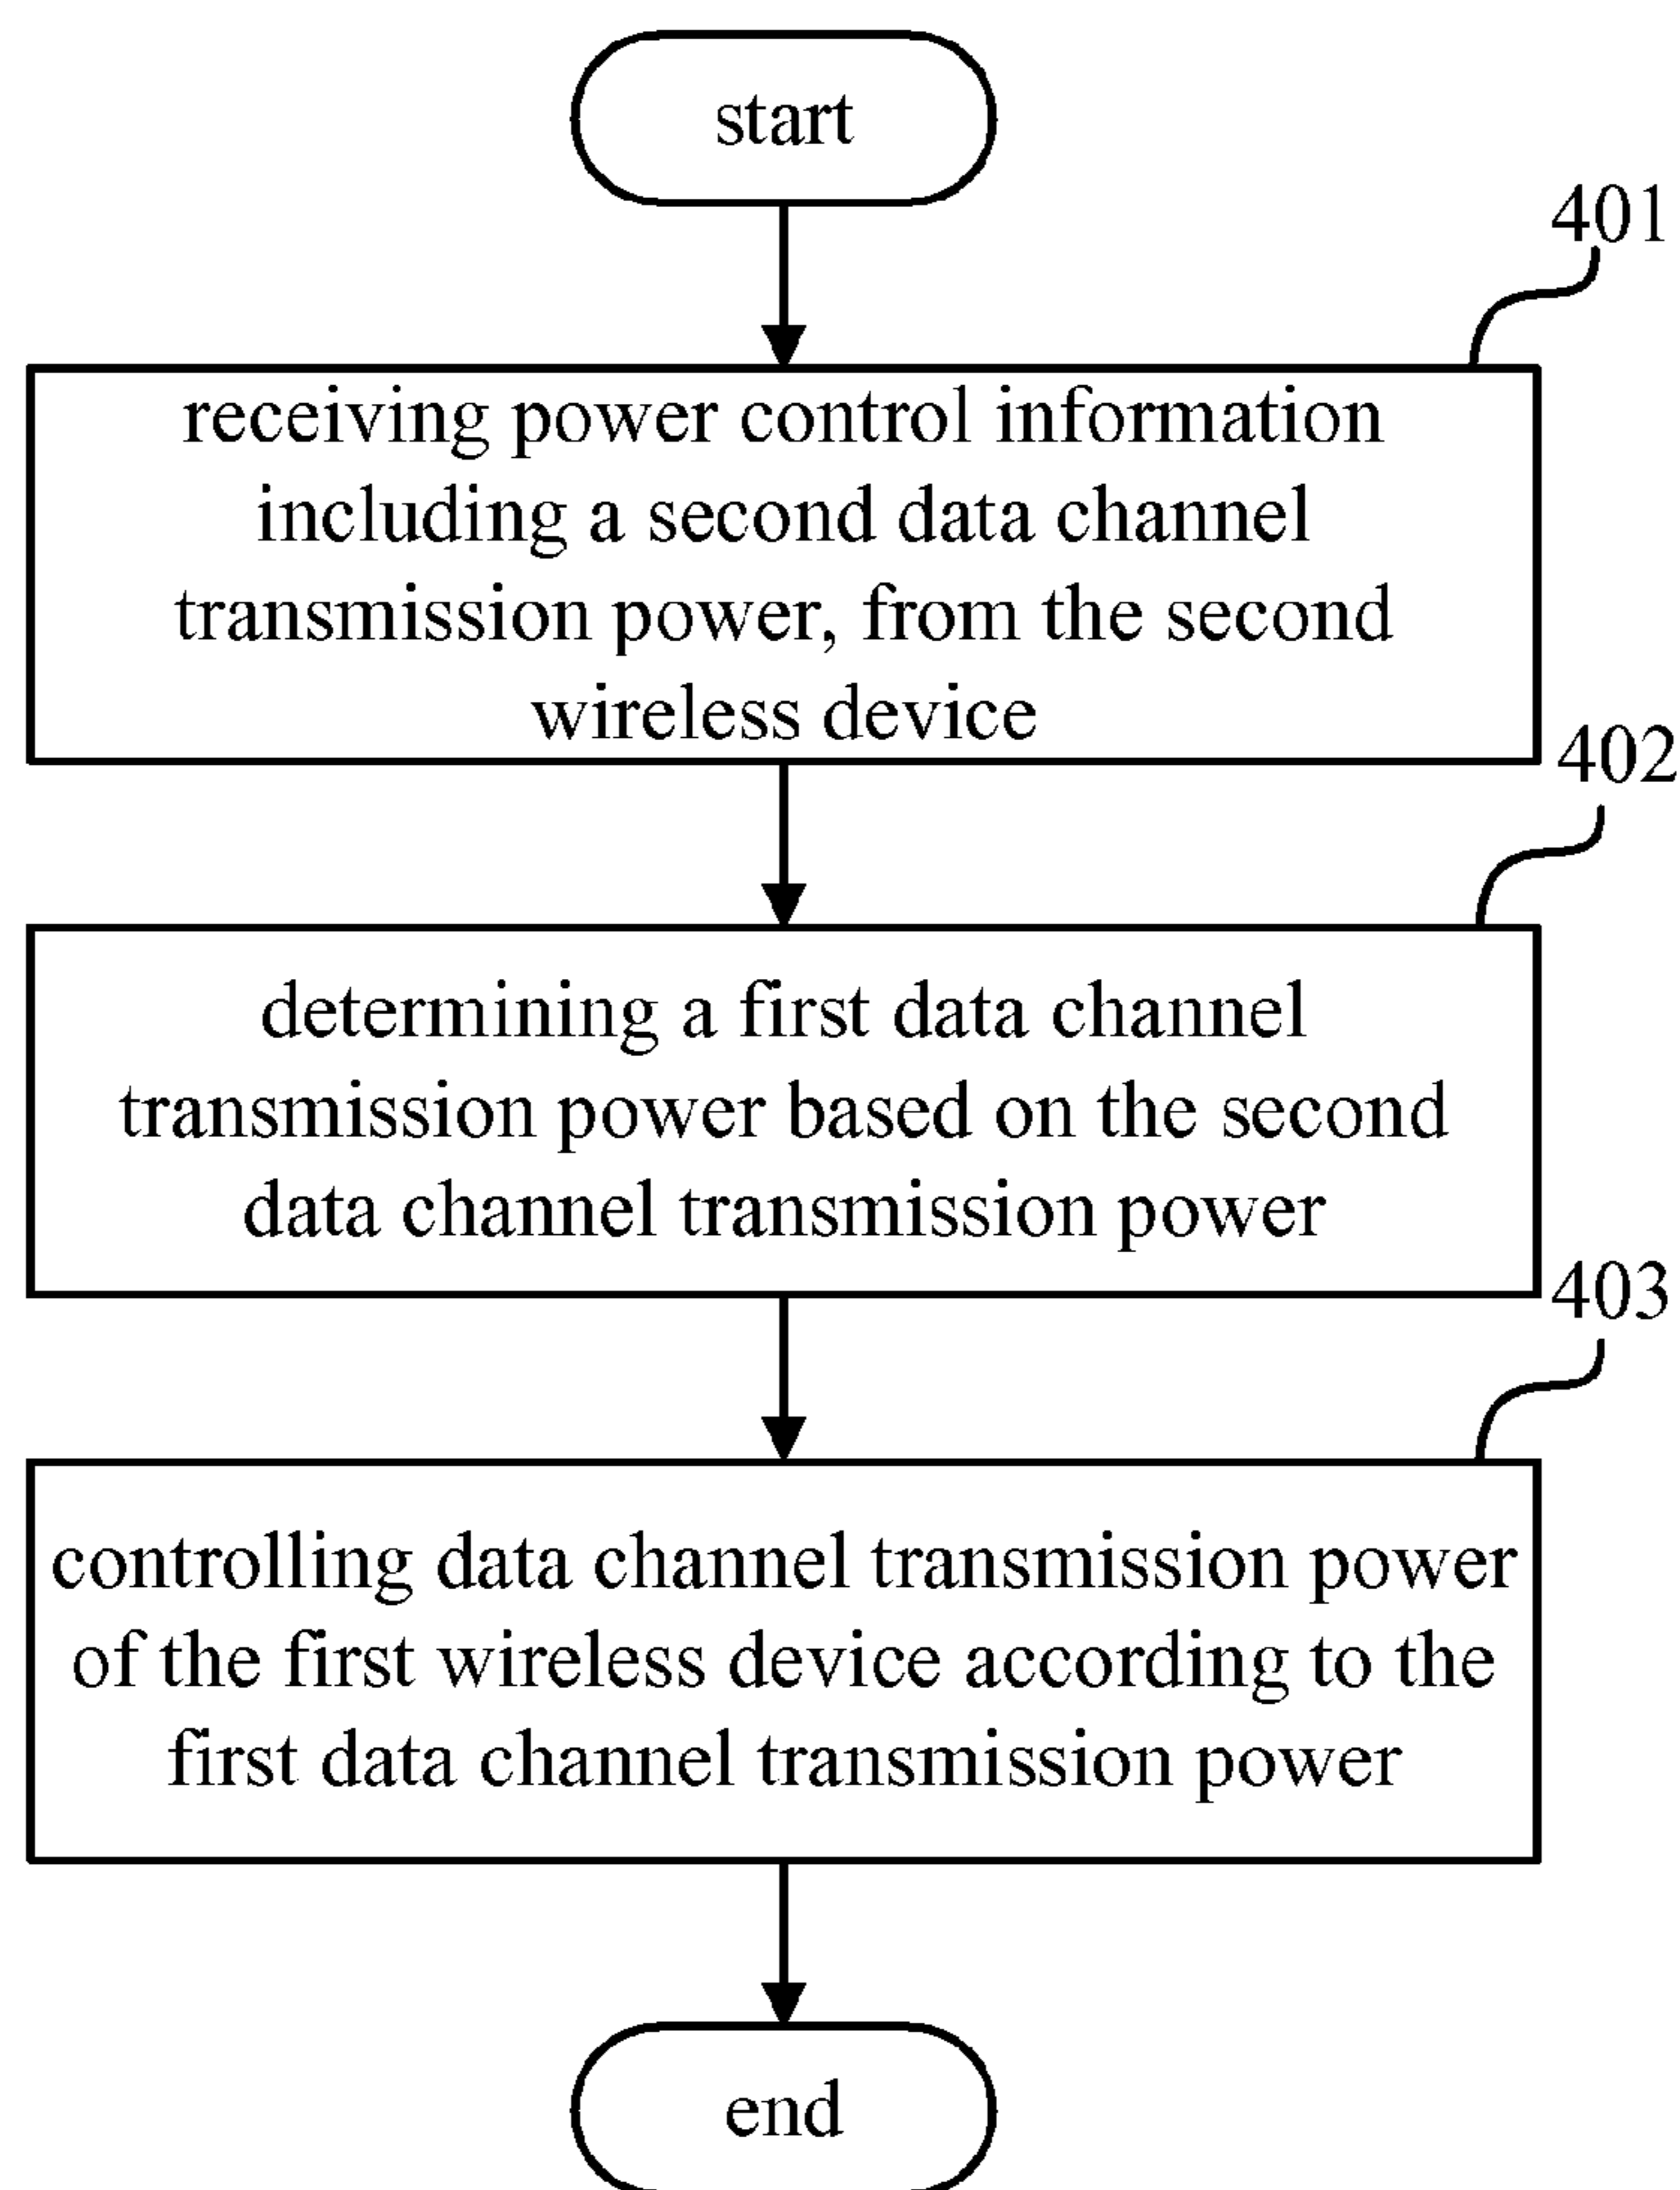 start
401
receiving power control information
including a second data channel
transmission power, from the second
wireless device
402
determining a first data channel
transmission power based on the second
data channel transmission power
403
controlling data channel transmission power
of the first wireless device according to the
first data channel transmission power
end